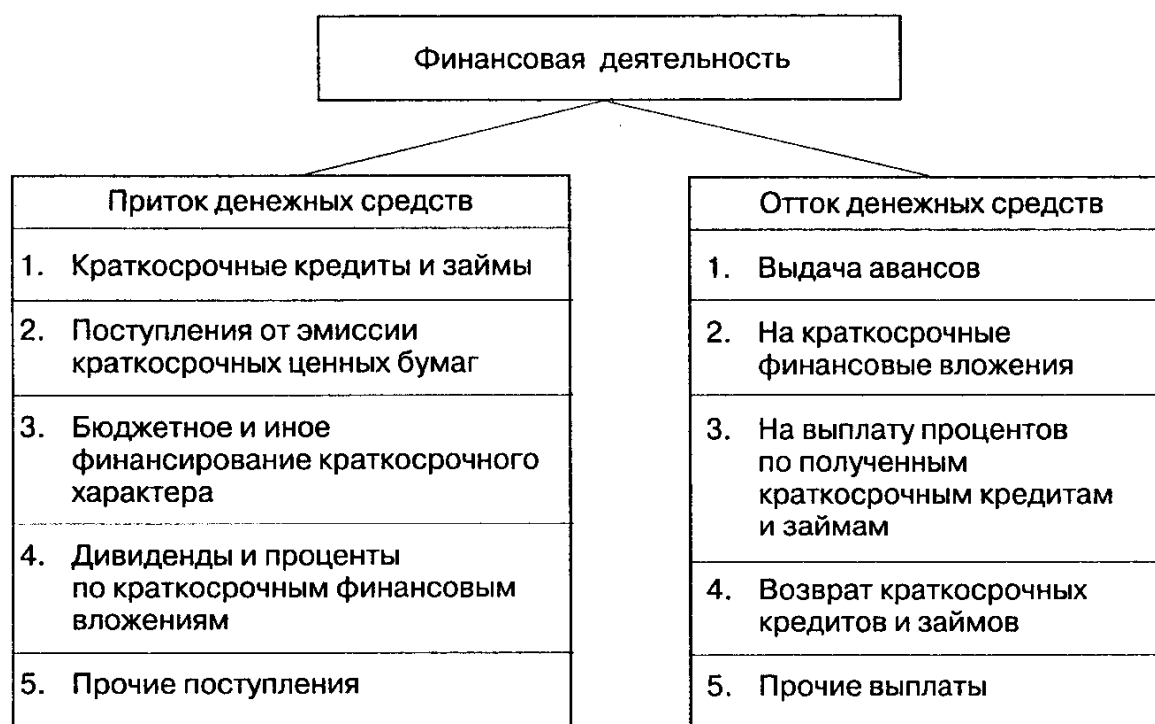 Финансовая деятельность
Приток денежных средств
1. Краткосрочные кредиты и займы
2. Поступления от эмиссии
краткосрочных ценных бумаг
3. Бюджетное и иное
финансирование краткосрочного
характера
4. Дивиденды и проценты
по краткосрочным финансовым
вложениям
5. Прочие поступления
Отток денежных средств
1. Выдача авансов
2. На краткосрочные
финансовые вложения
3. На выплату процентов
по полученным
краткосрочным кредитам
и займам
4. Возврат краткосрочных
кредитов и займов
5. Прочие выплаты